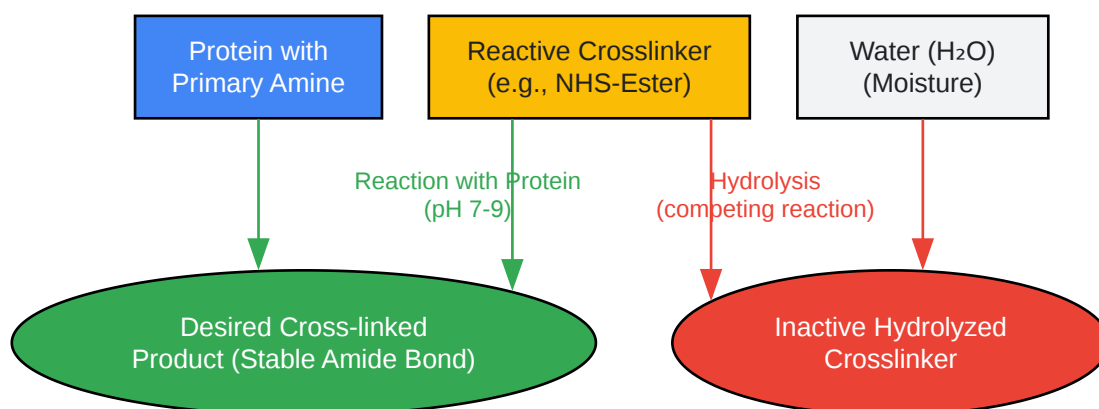 Protein with
Primary Amine
Reactive Crosslinker
(e.g., NHS-Ester)
Water (H₂O)
(Moisture)
Reaction with Protein
(pH 7-9)
Hydrolysis
(competing reaction)
Desired Cross-linked
Product (Stable Amide Bond)
Inactive Hydrolyzed
Crosslinker